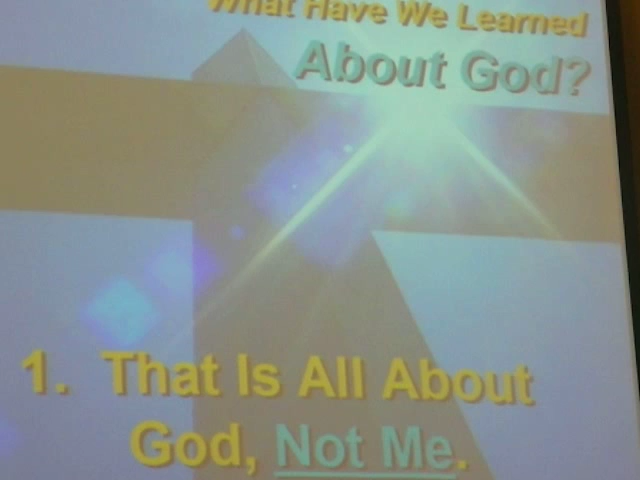 What Have We Learned
About God?
1. That Is All About
God, Not Me.